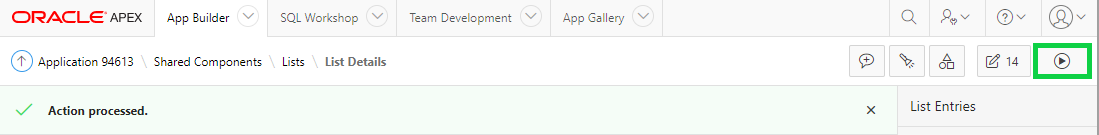 ORACLE APEX App Builder SQL Workshop Team Development App Gallery
Application 94613 \ Shared Components \ Lists \ List Details 14
Action processed. List Entries